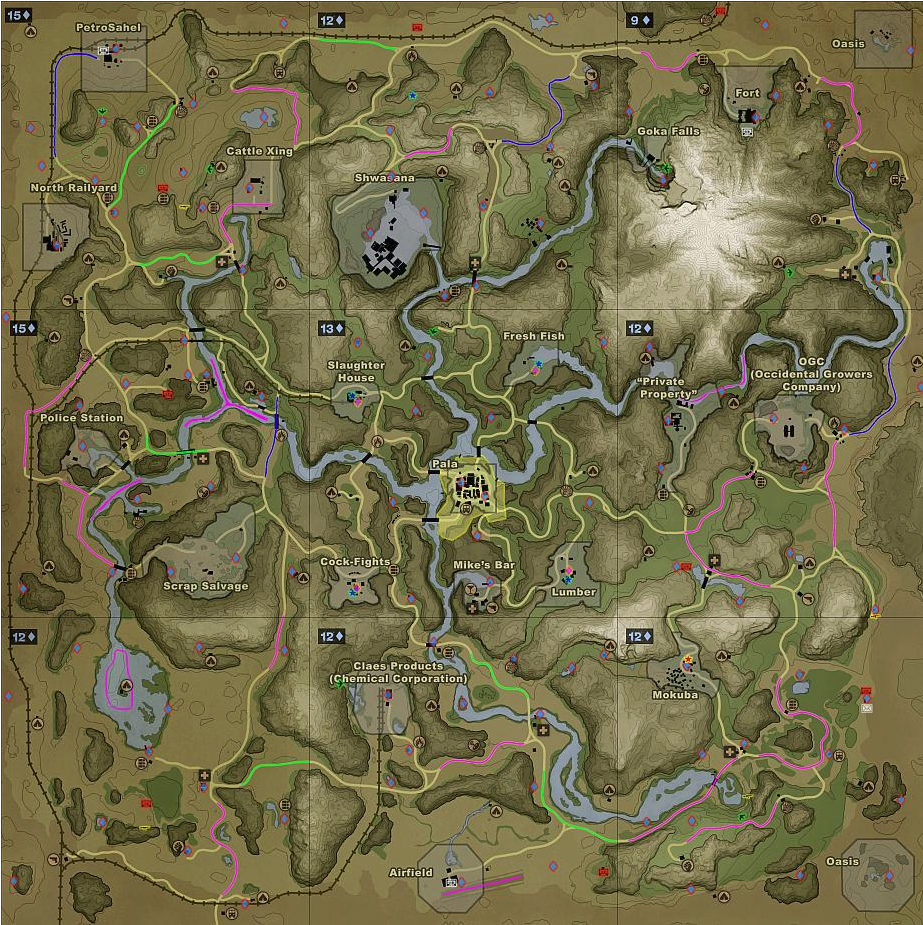 15
12
9
PetroSahel
Oasis
Fort
Goka Falls
Cattle Xing
Shwasana
North Railyard
15
13
12
Fresh Fish
Slaughter
House
"Private
Property"
OGC
(Occidental Growers
Company)
Police Station
Pala
Cock-Fights
Mike's Bar
Scrap Salvage
Lumber
12
12
12
Claes Products
(Chemical Corporation)
Mokuba
Airfield
Oasis